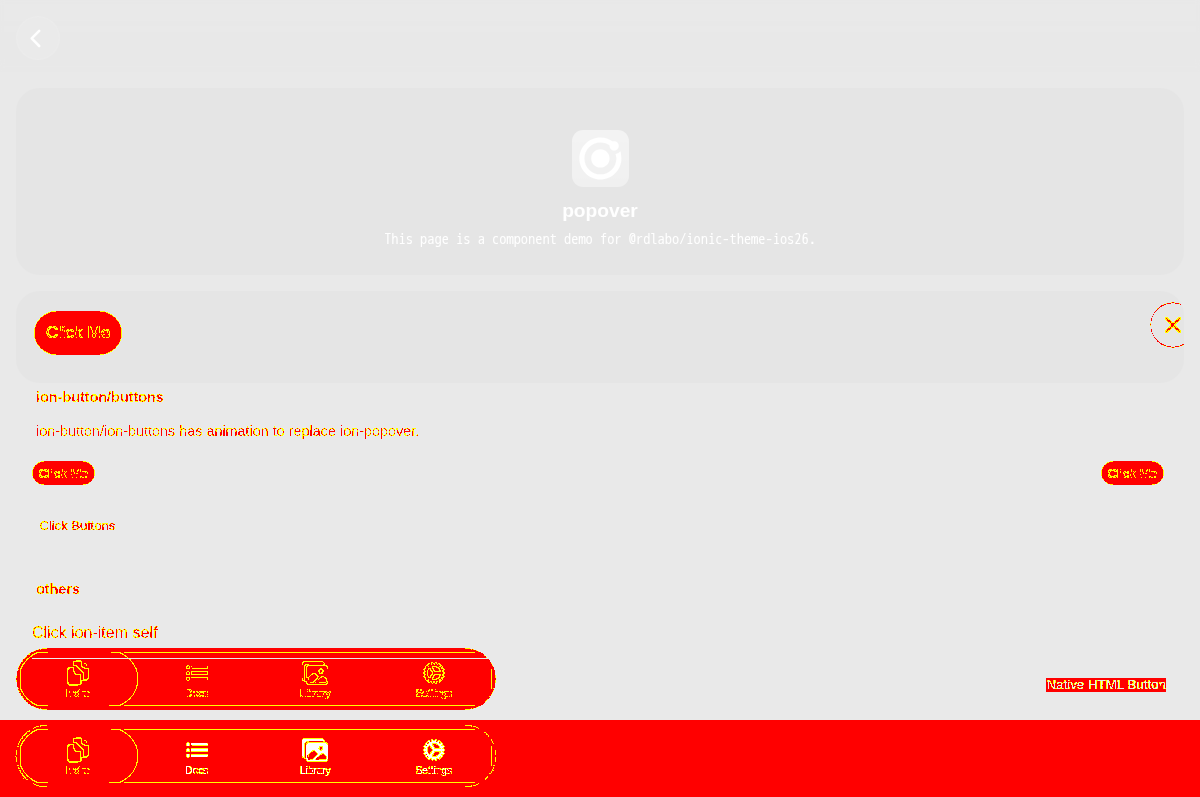 popover
This page is a component demo for @rdlabo/ionic-theme-ios26.
Click Me
ion-button/buttons
ion-button/ion-buttons has animation to replace ion-popover.
Click Me
Click Me
Click Buttons
others
Click ion-item self
Docs
Library
Settings
Native HTML Button
Docs
Library
Settings